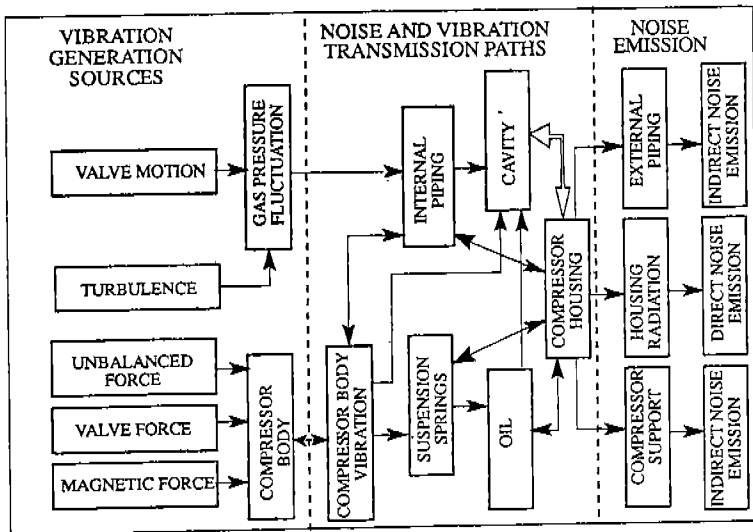 VIBRATION
GENERATION
SOURCES
NOISE AND VIBRATION
TRANSMISSION PATHS
NOISE
EMISSION
VALVE MOTION
TURBULENCE
GAS PRESSURE
FLUCTUATION
UNBALANCED
FORCE
VALVE FORCE
MAGNETIC FORCE
COMPRESSOR
BODY
COMPRESSOR BODY
VIBRATION
INTERNAL
PIPING
CAVITY '
SUSPENSION
SPRINGS
OIL
COMPRESSOR
HOUSING
EXTERNAL
PIPING
INDIRECT NOISE
EMISSION
HOUSING
RADIATION
DIRECT NOISE
EMISSION
COMPRESSOR
SUPPORT
INDIRECT NOISE
EMISSION